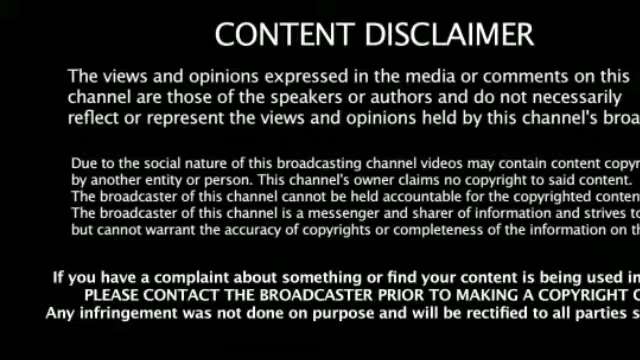 CONTENT DISCLAIMER
The views and opinions expressed in the media or comments on this
channel are those of the speakers or authors and do not necessarily
reflect or represent the views and opinions held by this channel's broa
Due to the social nature of this broadcasting channel videos may contain content copyr
by another entity or person. This channel's owner claims no copyright to said content.
The broadcaster of this channel cannot be held accountable for the copyrighted conten
The broadcaster of this channel is a messenger and sharer of information and strives to
but cannot warrant the accuracy of copyrights or completeness of the information on th
If you have a complaint about something or find your content is being used in
PLEASE CONTACT THE BROADCASTER PRIOR TO MAKING A COPYRIGHT C
Any infringement was not done on purpose and will be rectified to all parties s